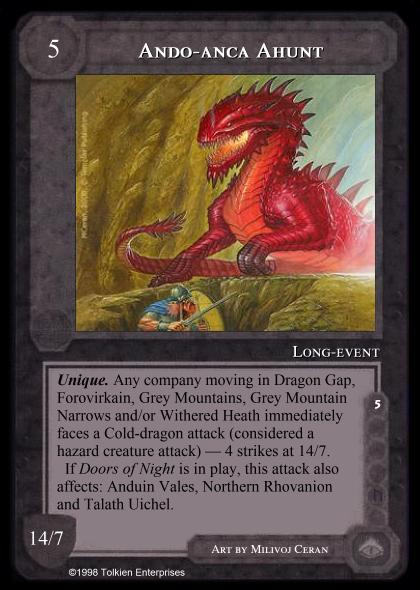 5
Ando-anca Ahunt
Long-event
Unique. Any company moving in Dragon Gap,
Forovirkain, Grey Mountains, Grey Mountain
Narrows and/or Withered Heath immediately
faces a Cold-dragon attack (considered a
hazard creature attack) — 4 strikes at 14/7.
If Doors of Night is in play, this attack also
affects: Anduin Vales, Northern Rhovanion
and Talath Uichel.
5
14/7
Art by Milivoj Ceran
©1998 Tolkien Enterprises